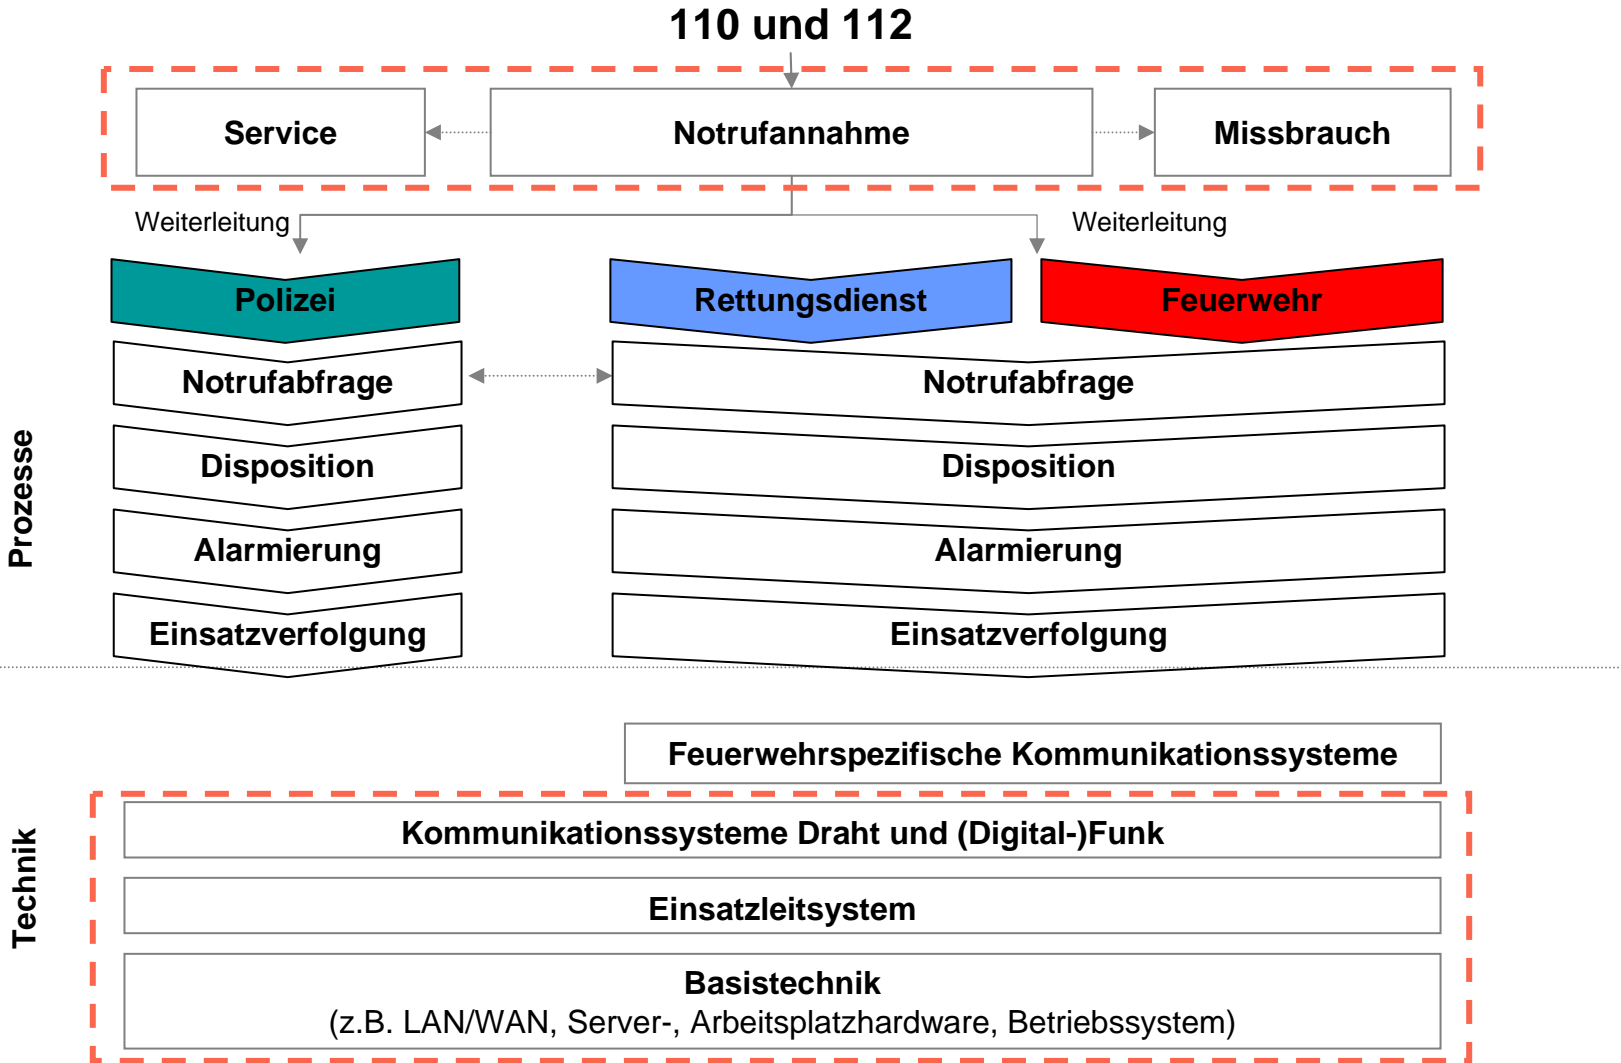 110 und 112
Service
Notrufannahme
Missbrauch
Weiterleitung
Weiterleitung
Polizei
Rettungsdienst
Feuerwehr
Prozesse
Notrufabfrage
Notrufabfrage
Disposition
Disposition
Alarmierung
Alarmierung
Einsatzverfolgung
Einsatzverfolgung
Technik
Feuerwehrspezifische Kommunikationssysteme
Kommunikationssysteme Draht und (Digital-)Funk
Einsatzleitsystem
Basistechnik
(z.B. LAN/WAN, Server-, Arbeitsplatzhardware, Betriebssystem)